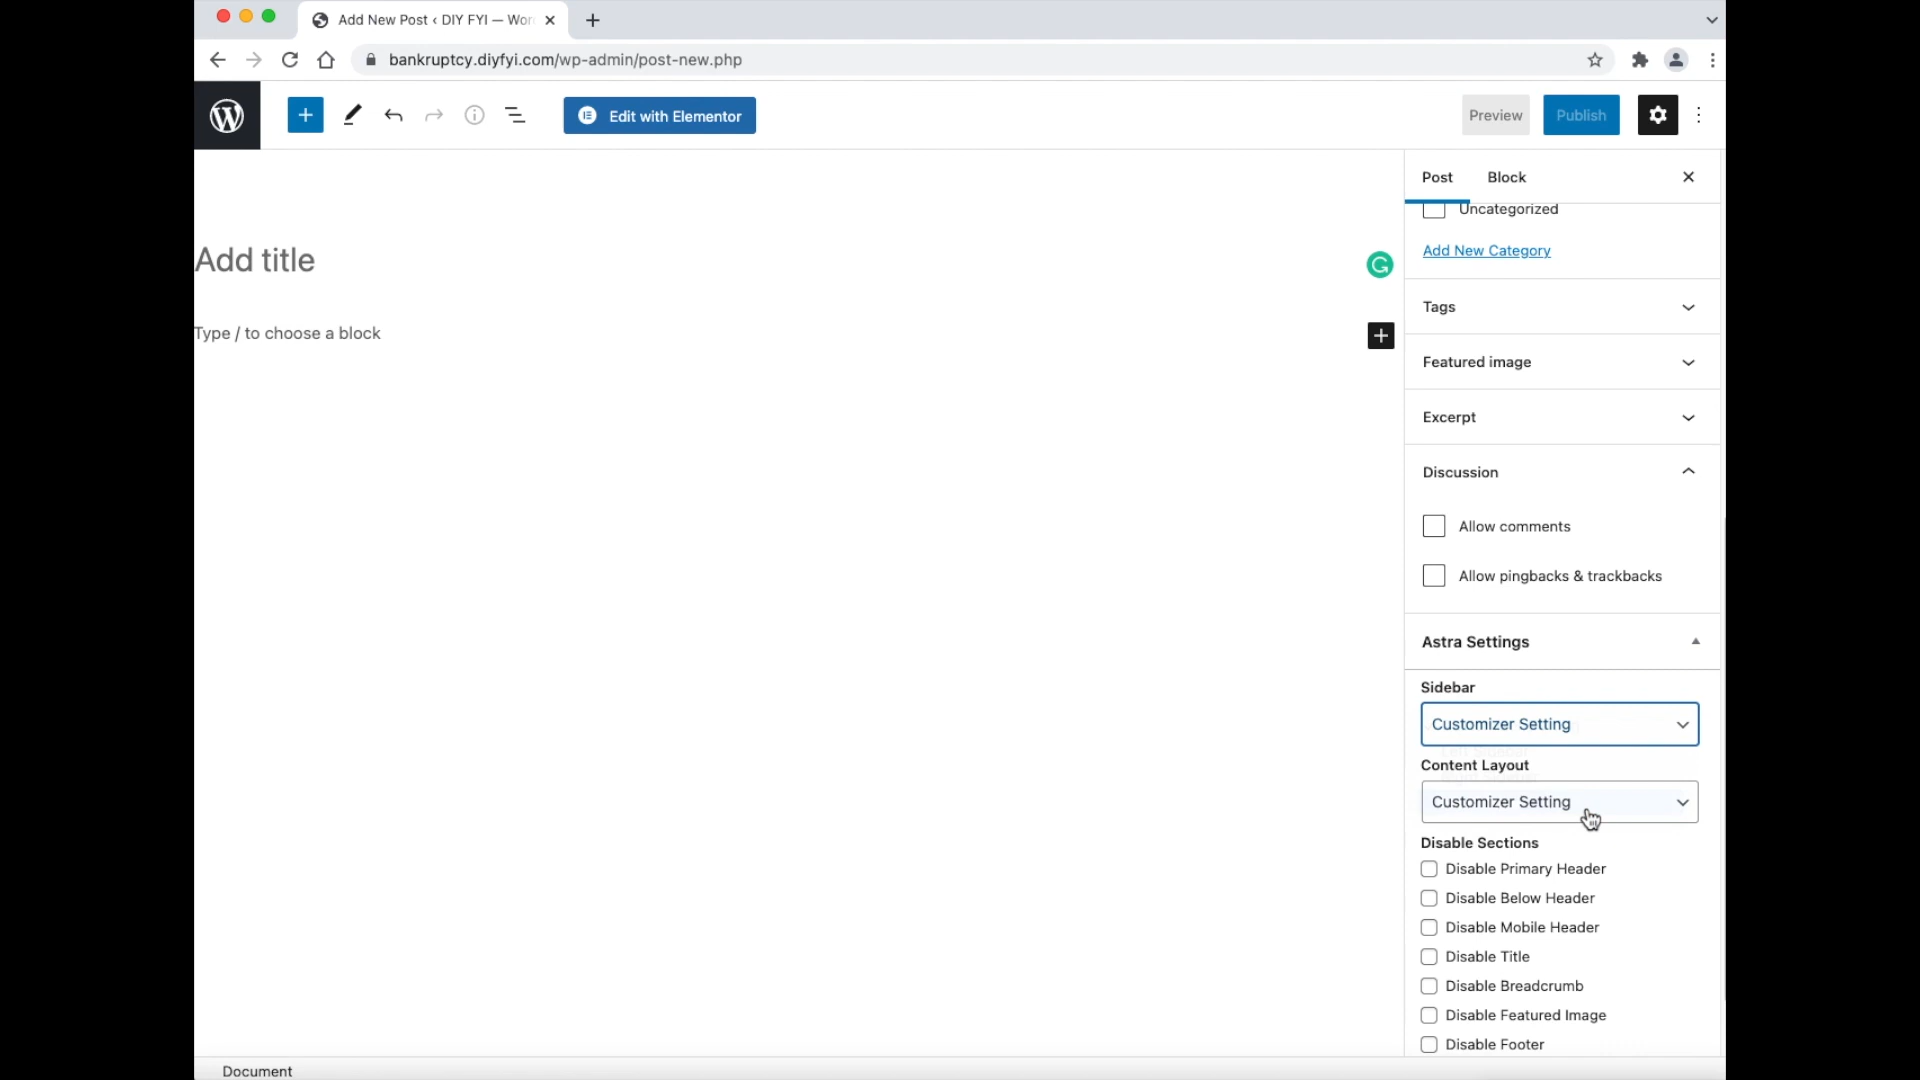 Add New Post ‹ DIY FYI — Wor
bankruptcy.diyfyi.com/wp-admin/post-new.php
Edit with Elementor
Preview
Publish
Post
Block
Uncategorized
Add New Category
Add title
Tags
Type / to choose a block
Featured image
Excerpt
Discussion
Allow comments
Allow pingbacks & trackbacks
Astra Settings
Sidebar
Customizer Setting
Content Layout
Customizer Setting
Disable Sections
Disable Primary Header
Disable Below Header
Disable Mobile Header
Disable Title
Disable Breadcrumb
Disable Featured Image
Disable Footer
Document